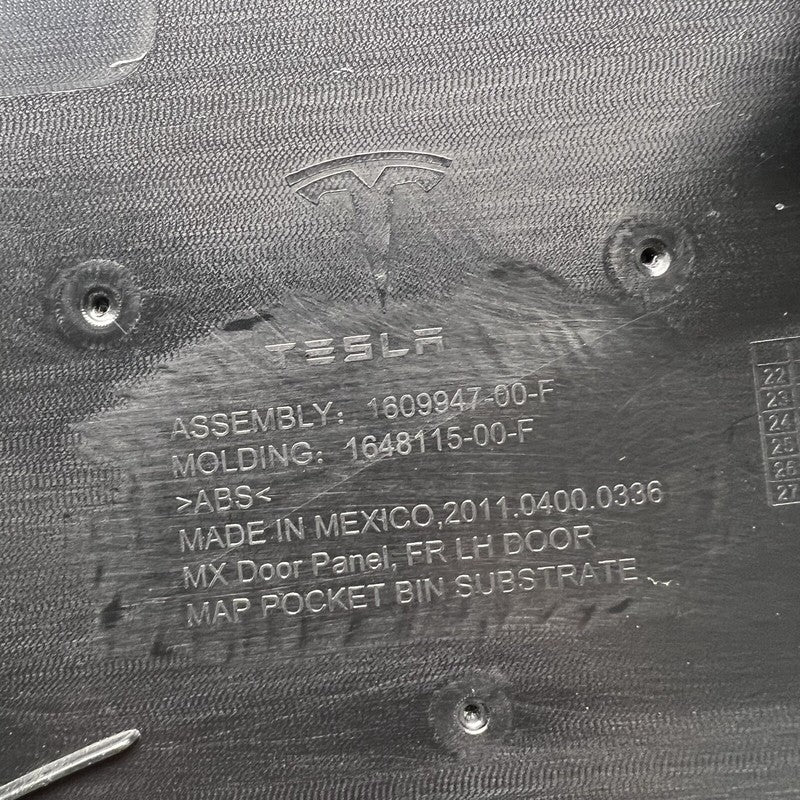 TESLA
ASSEMBLY: 1609947-00-F
MOLDING: 1648115-00-F
>ABS<
MADE IN MEXICO,2011.0400.0336
MX Door Panel, FR LH DOOR
MAP POCKET BIN SUBSTRATE
22
23
24
25
26
27